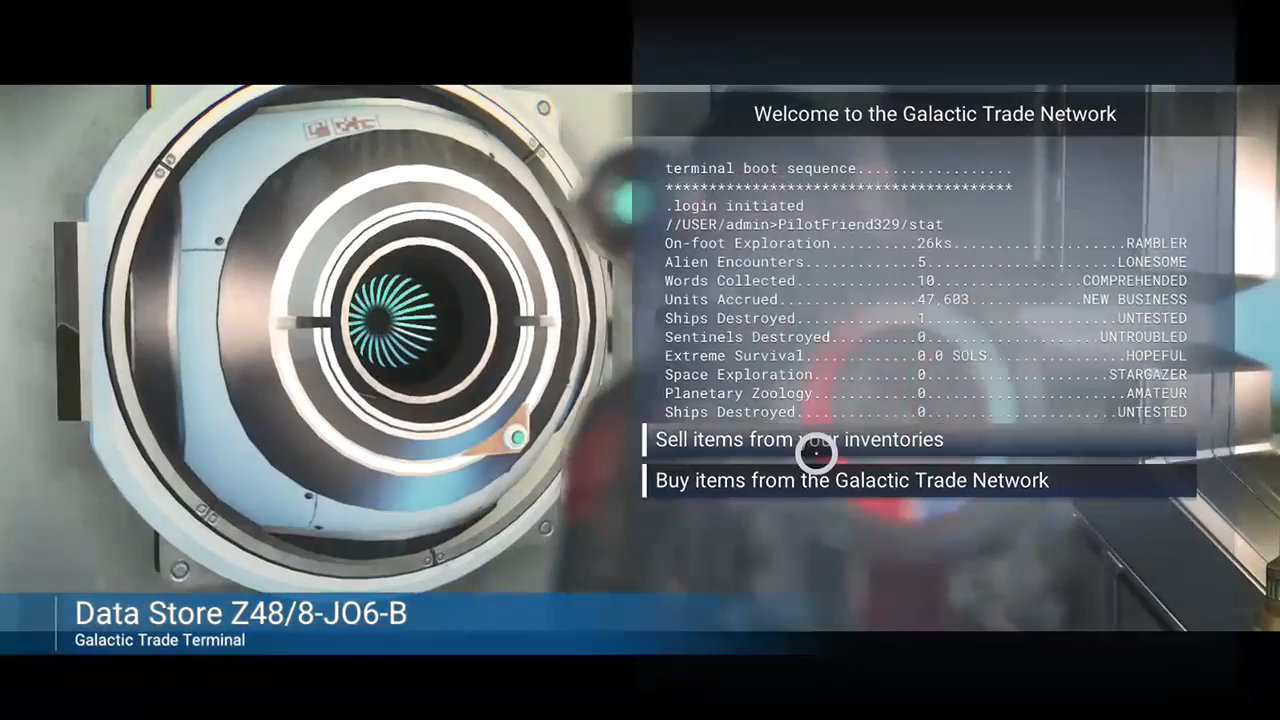 Welcome to the Galactic Trade Network
terminal boot sequence..................
****************************************
.login initiated
//USER/admin>PilotFriend329/stat
On-foot Exploration..........26ks....................RAMBLER
Alien Encounters.............5......................LONESOME
Words Collected..............10.................COMPREHENDED
Units Accrued................47,603.............NEW BUSINESS
Ships Destroyed..............1......................UNTESTED
Sentinels Destroyed..........0....................UNTROUBLED
Extreme Survival.............0.0 SOLS................HOPEFUL
Space Exploration............0.....................STARGAZER
Planetary Zoology............0.......................AMATEUR
Ships Destroyed..............0......................UNTESTED
Sell items from your inventories
Buy items from the Galactic Trade Network
Data Store Z48/8-JO6-B
Galactic Trade Terminal